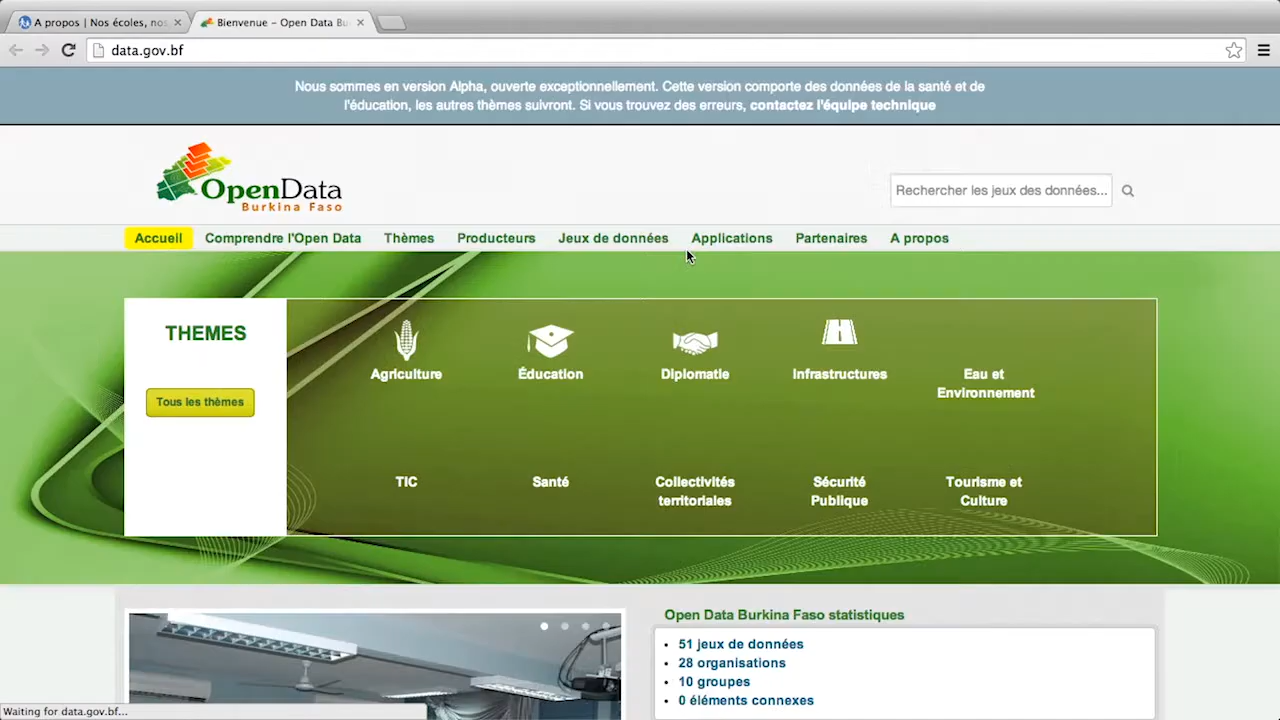 A propos | Nos écoles, nos
Bienvenue - Open Data Bu
data.gov.bf
Nous sommes en version Alpha, ouverte exceptionnellement. Cette version comporte des données de la santé et de
l'éducation, les autres thèmes suivront. Si vous trouvez des erreurs, contactez l'équipe technique
OpenData
Burkina Faso
Rechercher les jeux des données...
Accueil Comprendre l'Open Data Thèmes Producteurs Jeux de données Applications Partenaires A propos
THEMES
Tous les thèmes
Agriculture Éducation Diplomatie Infrastructures Eau et
Environnement
TIC Santé Collectivités
territoriales Sécurité
Publique Tourisme et
Culture
Open Data Burkina Faso statistiques
51 jeux de données
28 organisations
10 groupes
0 éléments connexes
Waiting for data.gov.bf...